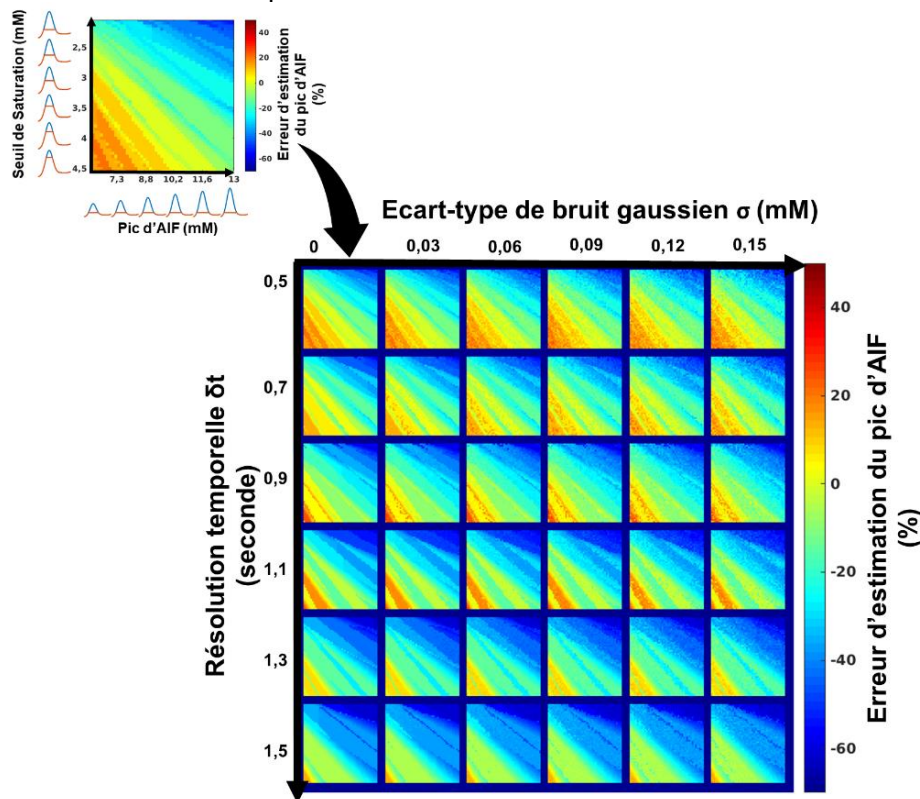 Seuil de Saturation (mM)
2,5
3
3,5
4
4,5
7,3 8,8 10,2 11,6 13
Pic d'AIF (mM)
40
20
0
-20
-40
-60
Erreur d'estimation
du pic d'AIF
(%)
Ecart-type de bruit gaussien σ (mM)
0 0,03 0,06 0,09 0,12 0,15
Résolution temporelle δt
(seconde)
0,5
0,7
0,9
1,1
1,3
1,5
40
20
0
-20
-40
-60
Erreur d'estimation du pic d'AIF
(%)